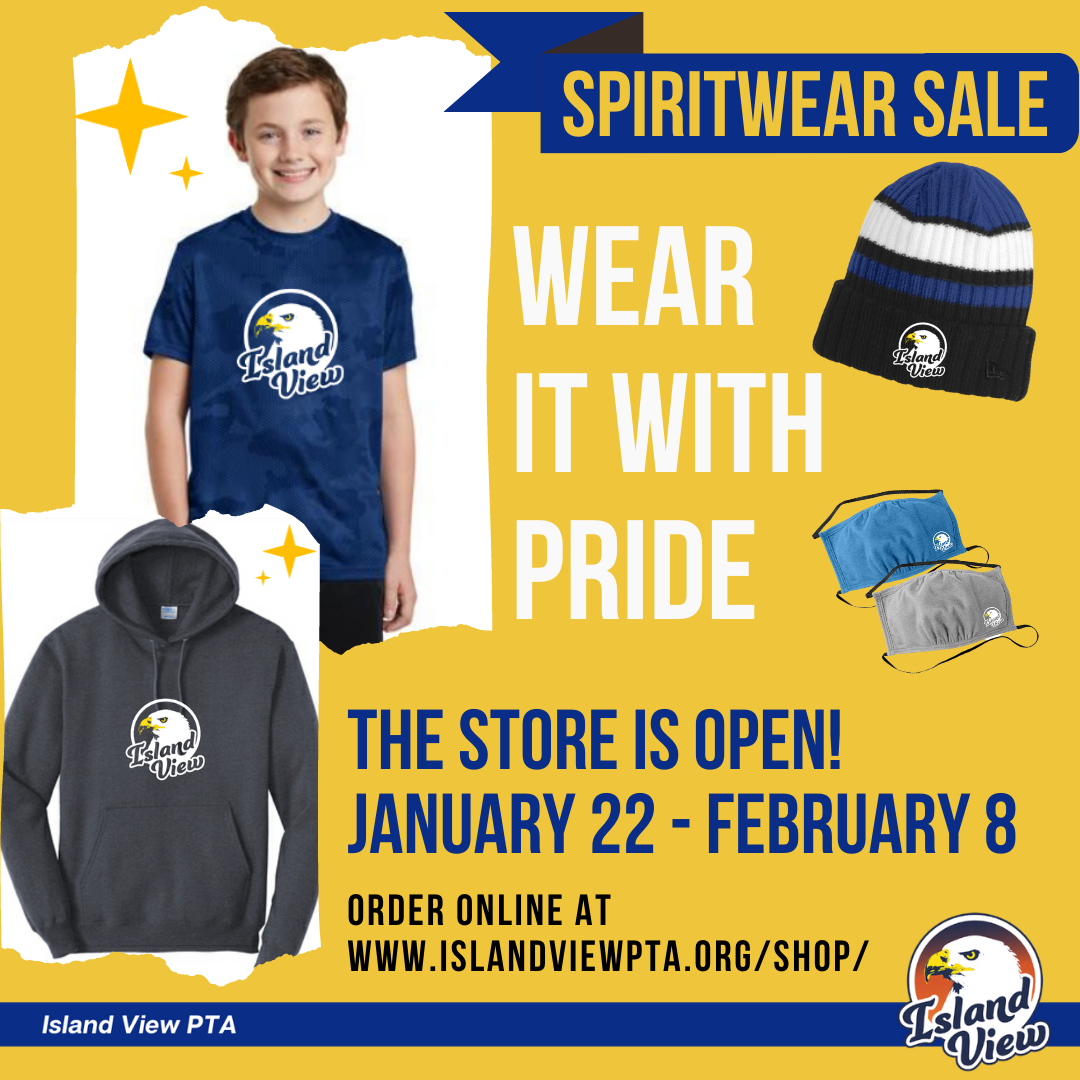 SPIRITWEAR SALE
WEAR
IT WITH
PRIDE
Island
View
Island
View
Island
View
THE STORE IS OPEN!
JANUARY 22 - FEBRUARY 8
ORDER ONLINE AT
WWW.ISLANDVIEWPTA.ORG/SHOP/
Island View PTA
Island
View